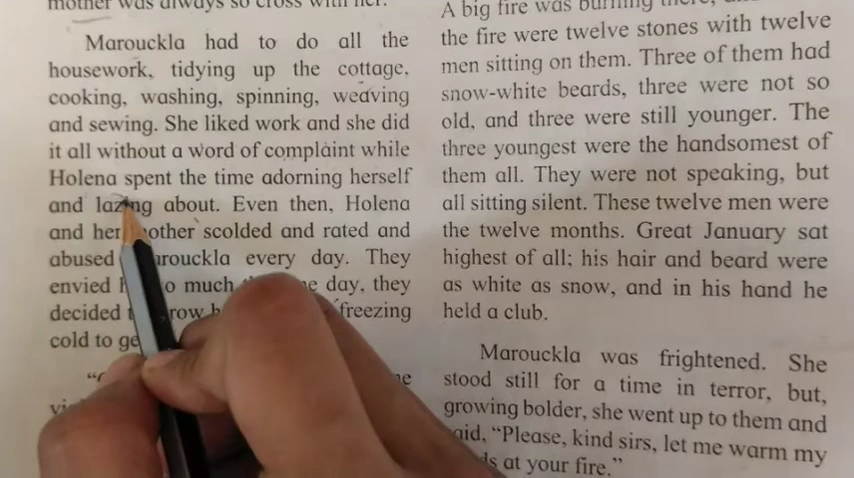 mother was always so cross with her.
Marouckla had to do all the
housework, tidying up the cottage,
cooking, washing, spinning, weaving
and sewing. She liked work and she did
it all without a word of complaint while
Holena spent the time adorning herself
and lazing about. Even then, Holena
and her mother scolded and rated and
abused Marouckla every day. They
envied so much day, they
decided freezing
cold to
A big fire was burning there,
the fire were twelve stones with twelve
men sitting on them. Three of them had
snow-white beards, three were not so
old, and three were still younger. The
three youngest were the handsomest of
them all. They were not speaking, but
all sitting silent. These twelve men were
the twelve months. Great January sat
highest of all; his hair and beard were
as white as snow, and in his hand he
held a club.
Marouckla was frightened. She
stood still for a time in terror, but,
growing bolder, she went up to them and
said, “Please, kind sirs, let me warm my
at your fire.”